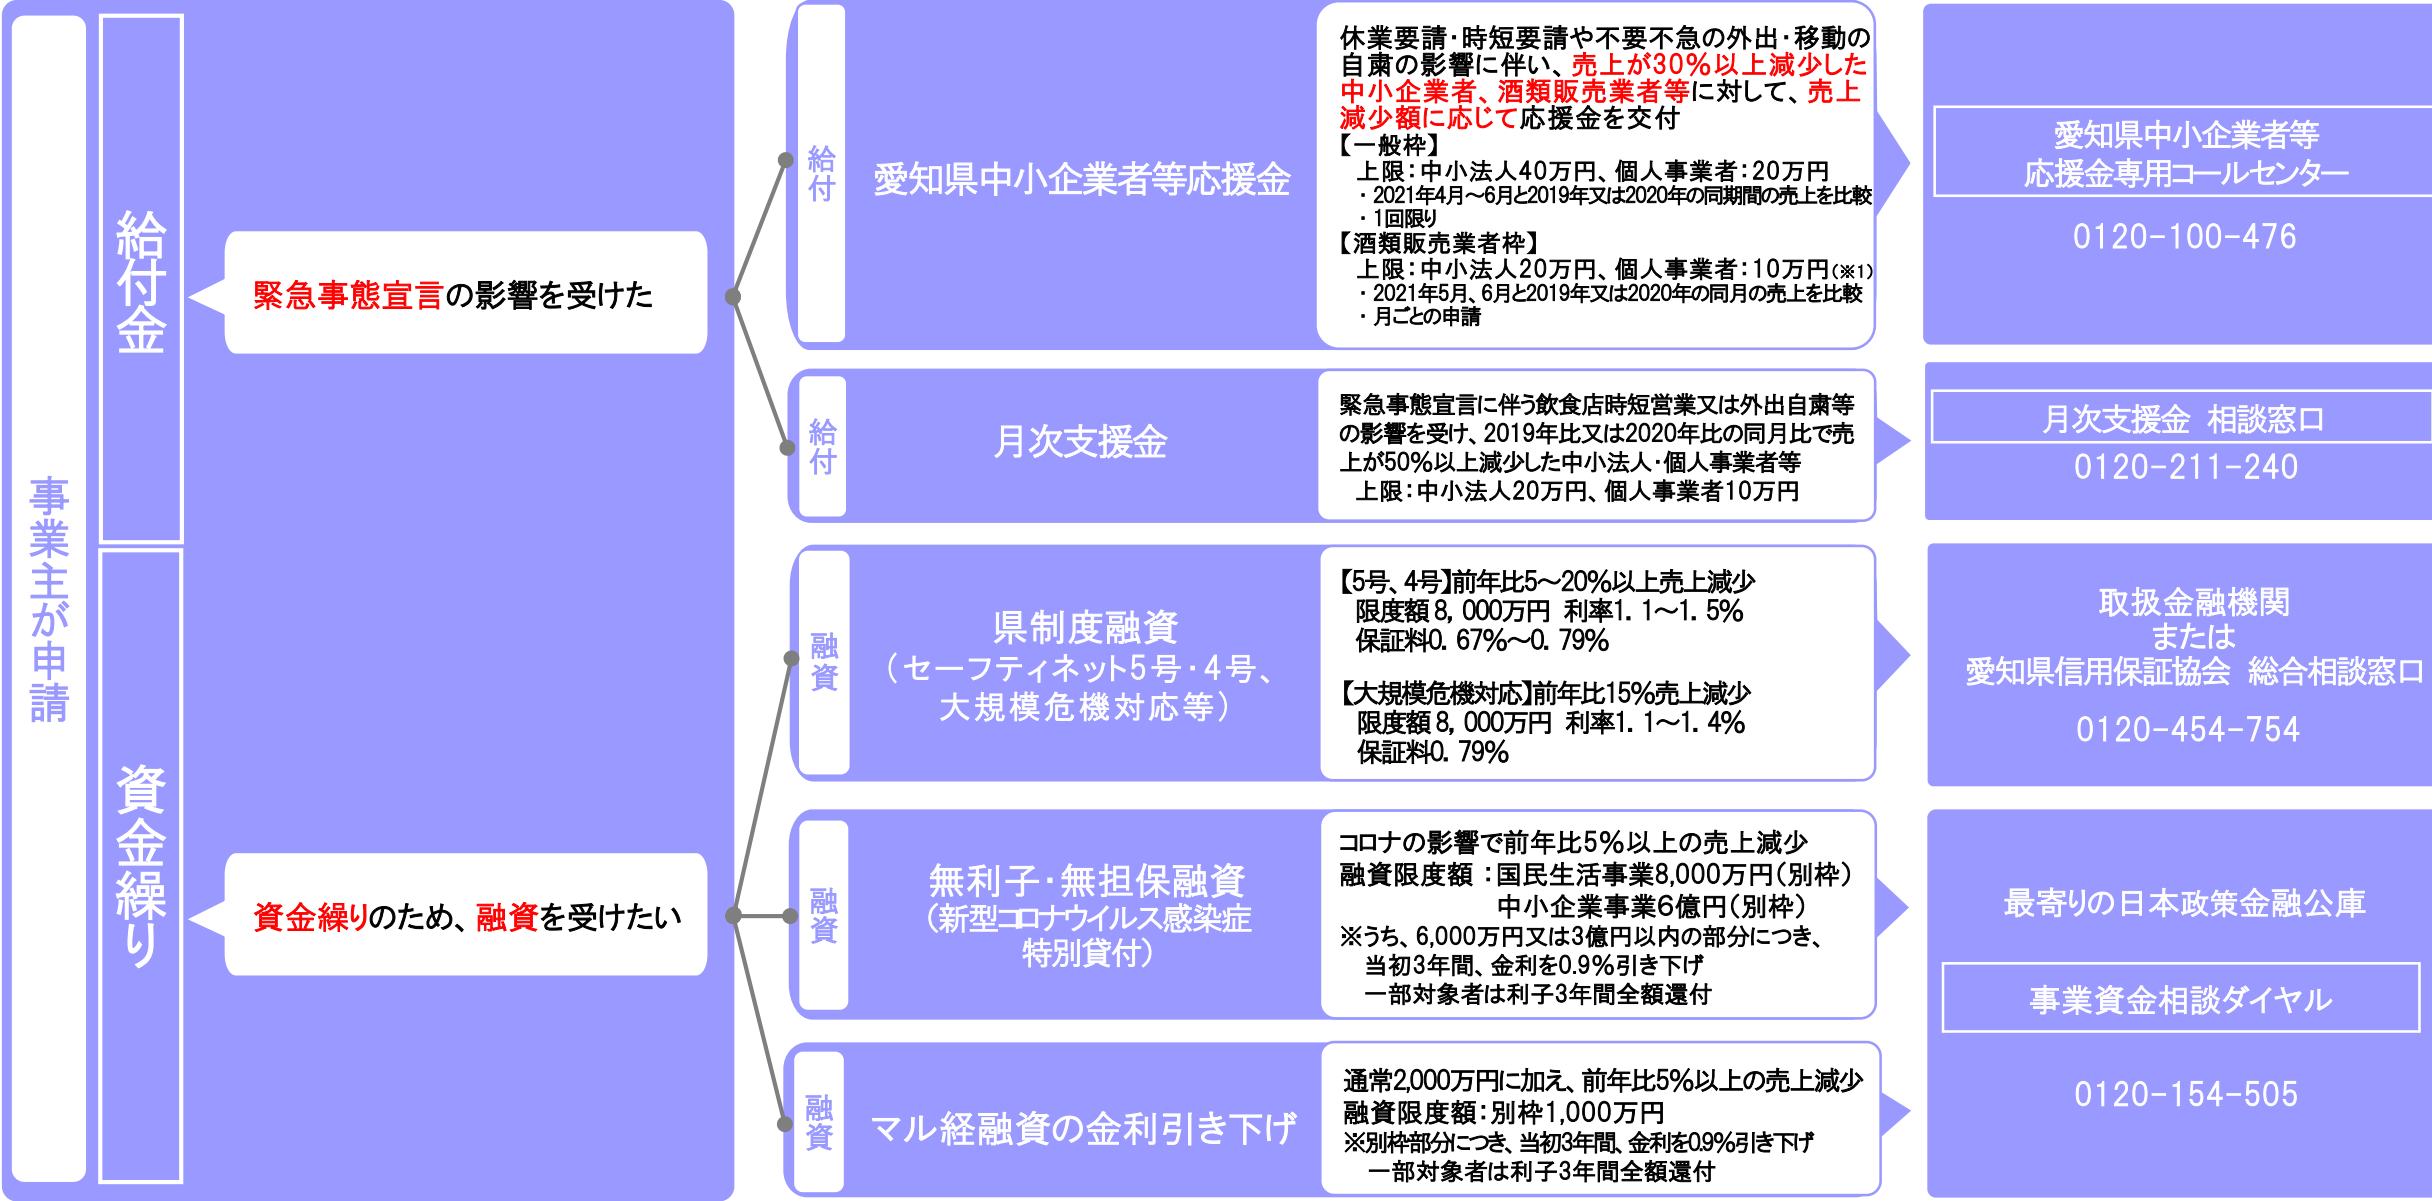 事業主が申請
給付金
緊急事態宣言の影響を受けた
給付
愛知県中小企業者等応援金
休業要請・時短要請や不要不急の外出・移動の
自粛の影響に伴い、売上が30%以上減少した
中小企業者、酒類販売業者等に対して、売上
減少額に応じて応援金を交付
【一般枠】
上限：中小法人40万円、個人事業者：20万円
・2021年4月～6月と2019年又は2020年の同期間の売上を比較
・1回限り
【酒類販売業者枠】
上限：中小法人20万円、個人事業者：10万円(※1)
・2021年5月、6月と2019年又は2020年の同月の売上を比較
・月ごとの申請
愛知県中小企業者等
応援金専用コールセンター
0120-100-476
給付
月次支援金
緊急事態宣言に伴う飲食店時短営業又は外出自粛等
の影響を受け、2019年比又は2020年比の同月比で売
上が50%以上減少した中小法人・個人事業者等
上限：中小法人20万円、個人事業者10万円
月次支援金 相談窓口
0120-211-240
資金繰り
資金繰りのため、融資を受けたい
融資
県制度融資
（セーフティネット5号・4号、
大規模危機対応等）
【5号、4号】前年比5～20%以上売上減少
限度額8，000万円 利率1．1～1．5%
保証料0．67%～0．79%
【大規模危機対応】前年比15%売上減少
限度額8，000万円 利率1．1～1．4%
保証料0．79%
取扱金融機関
または
愛知県信用保証協会 総合相談窓口
0120-454-754
融資
無利子・無担保融資
（新型コロナウイルス感染症
特別貸付）
コロナの影響で前年比5%以上の売上減少
融資限度額：国民生活事業8,000万円（別枠）
中小企業事業6億円（別枠）
※うち、6,000万円又は3億円以内の部分につき、
当初3年間、金利を0.9%引き下げ
一部対象者は利子3年間全額還付
最寄りの日本政策金融公庫
事業資金相談ダイヤル
0120-154-505
融資
マル経融資の金利引き下げ
通常2,000万円に加え、前年比5%以上の売上減少
融資限度額：別枠1,000万円
※別枠部分につき、当初3年間、金利を0.9%引き下げ
一部対象者は利子3年間全額還付